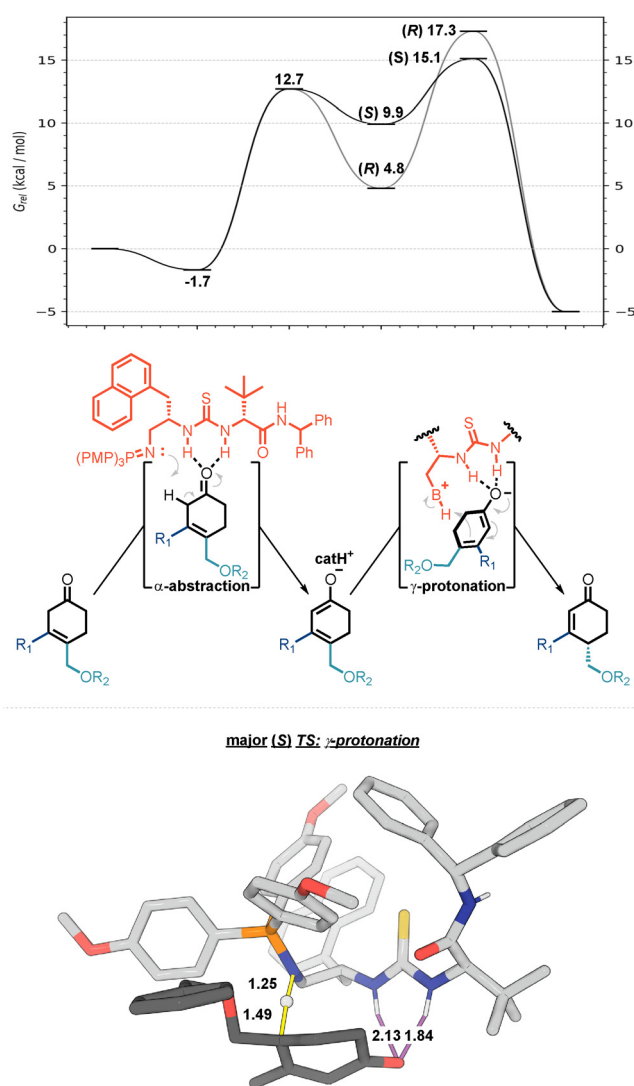 (R) 17.3
(S) 15.1
12.7
(S) 9.9
(R) 4.8
-1.7
15
10
5
0
−5
15
10
5
0
−5
G_rel (kcal / mol)
S
H
N
N
N
H
H
O
Ph
Ph
(PMP)₃P=N:
H
H
O
H
R₁
OR₂
α-abstraction
S
N
N
H
H
B
+
H
O
−
R₂O
R₁
γ-protonation
O
R₁
OR₂
catH⁺
O
−
R₁
OR₂
O
R₁
OR₂
major (S) TS: γ-protonation
1.25
1.49
2.13 1.84